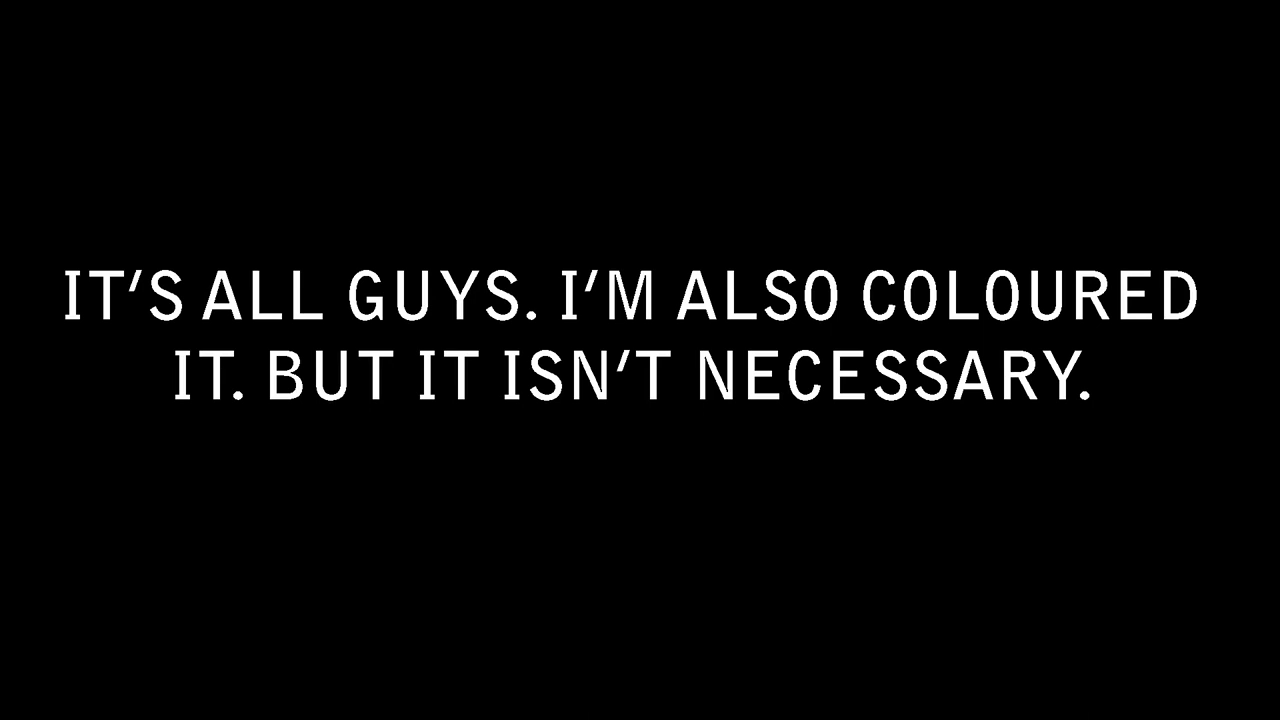 IT'S ALL GUYS. I'M ALSO COLOURED
IT. BUT IT ISN'T NECESSARY.